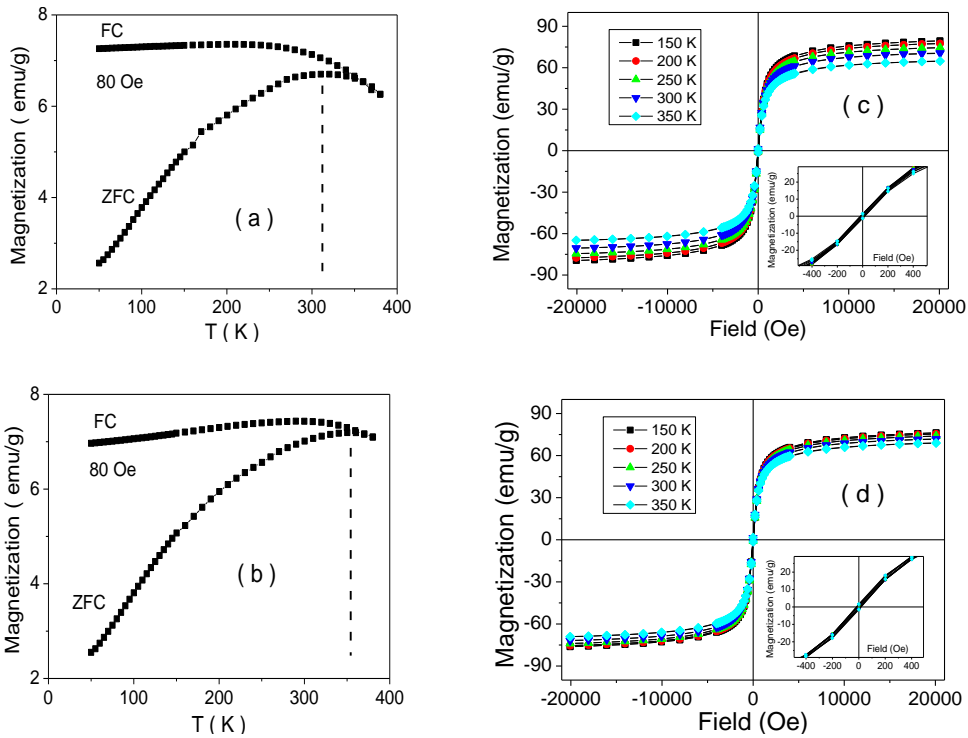 8
FC
80 Oe
6
Magnetization ( emu/g)
4
ZFC
( a )
2
0 100 200 300 400
T ( K )
90
150 K
200 K
250 K
300 K
350 K
60
30
( c )
0
Magnetization (emu/g)
-30
-60
-90
20
10
0
-10
-20
Magnetization (emu/g)
Field (Oe)
-400 -200 0 200 400
-20000 -10000 0 10000 20000
Field (Oe)
8
FC
80 Oe
6
Magnetization ( emu/g)
4
ZFC
( b )
2
0 100 200 300 400
T ( K )
90
150 K
200 K
250 K
300 K
350 K
60
30
( d )
0
Magnetization (emu/g)
-30
-60
-90
20
10
0
-10
-20
Magnetization (emu/g)
Field (Oe)
-400 -200 0 200 400
-20000 -10000 0 10000 20000
Field (Oe)